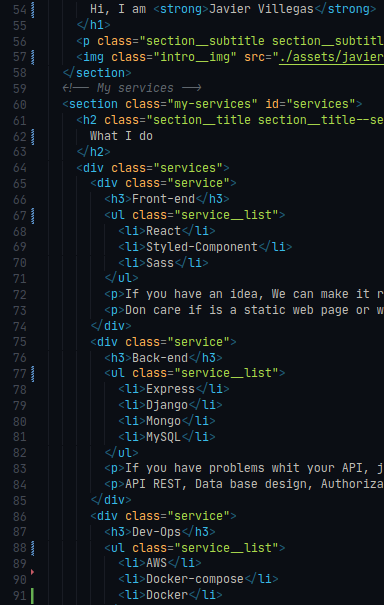 54 Hi, I am <strong>Javier Villegas</strong>
55 </h1>
56 <p class="section__subtitle section__subtitl
57 <img class="intro__img" src="./assets/javier
58 </section>
59 <!-- My services -->
60 <section class="my-services" id="services">
61 <h2 class="section__title section__title--se
62 What I do
63 </h2>
64 <div class="services">
65 <div class="service">
66 <h3>Front-end</h3>
67 <ul class="service__list">
68 <li>React</li>
69 <li>Styled-Component</li>
70 <li>Sass</li>
71 </ul>
72 <p>If you have an idea, We can make it r
73 <p>Don care if is a static web page or w
74 </div>
75 <div class="service">
76 <h3>Back-end</h3>
77 <ul class="service__list">
78 <li>Express</li>
79 <li>Django</li>
80 <li>Mongo</li>
81 <li>MySQL</li>
82 </ul>
83 <p>If you have problems whit your API, j
84 <p>API REST, Data base design, Authoriza
85 </div>
86 <div class="service">
87 <h3>Dev-Ops</h3>
88 <ul class="service__list">
89 <li>AWS</li>
90 <li>Docker-compose</li>
91 <li>Docker</li>